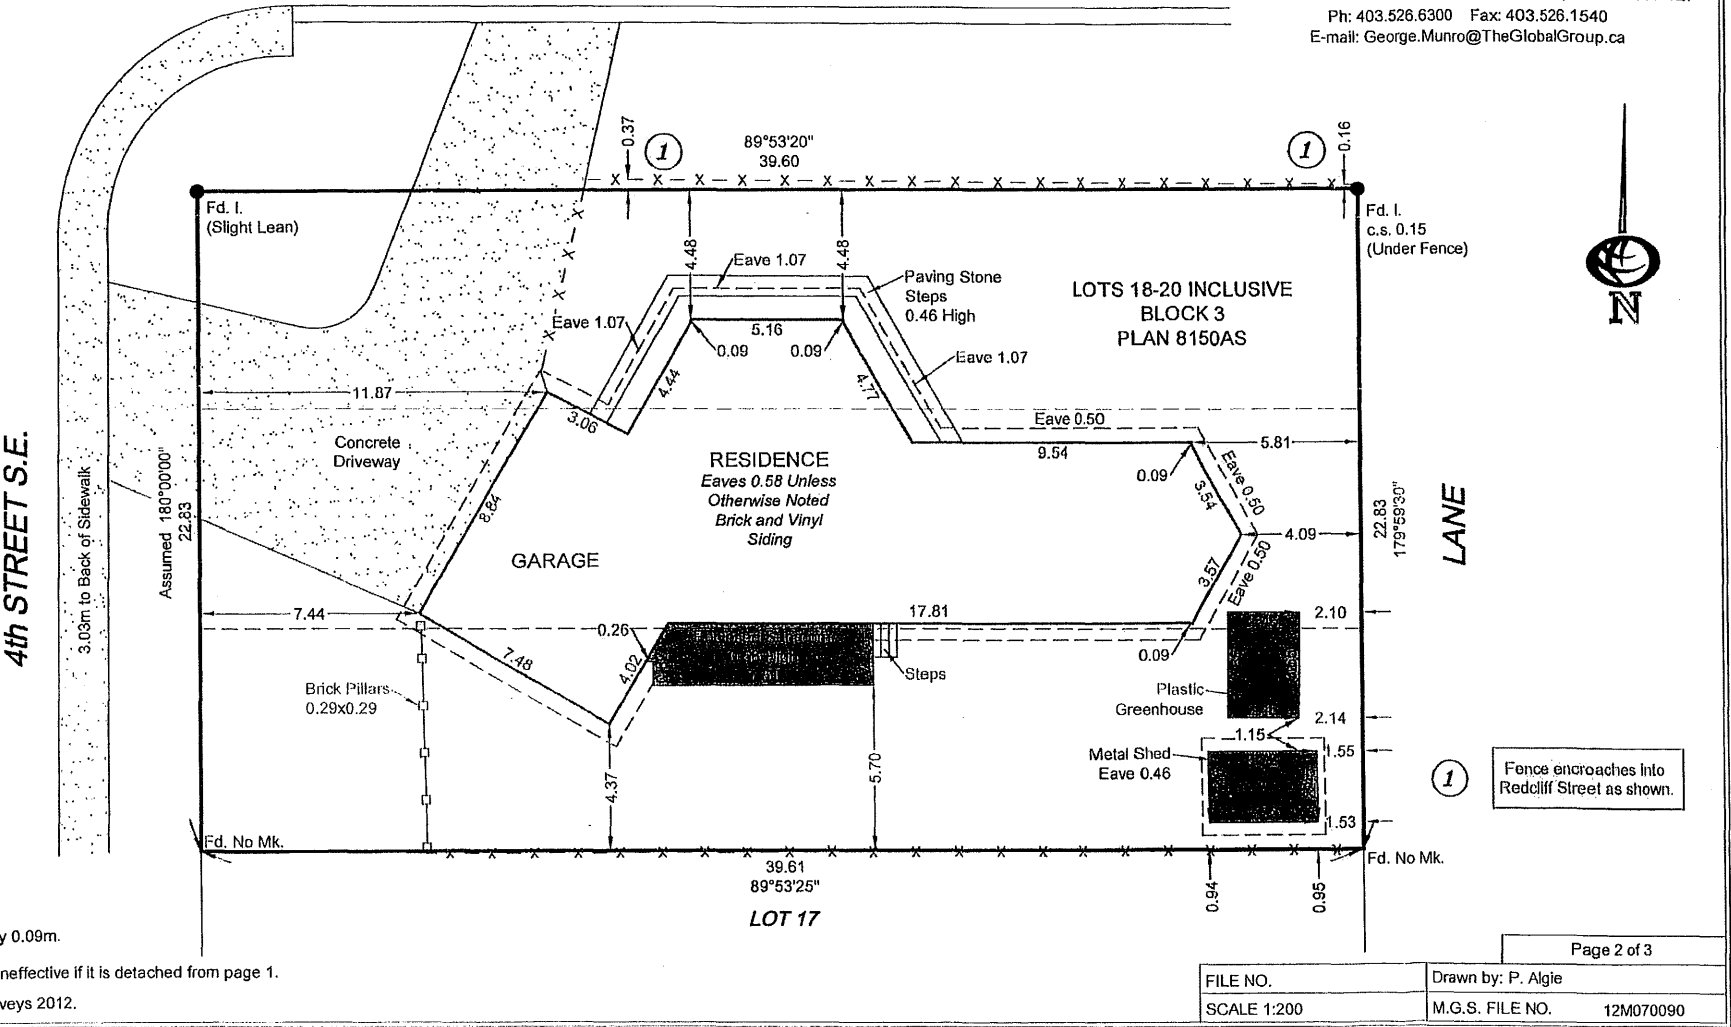 Ph: 403.526.6300 Fax: 403.526.1540
E-mail: George.Munro@TheGlobalGroup.ca
0.37
1
89°53'20"
39.60
1
0.16
Fd. I.
(Slight Lean)
Fd. I.
c.s. 0.15
(Under Fence)
4.48
4.48
Eave 1.07
Paving Stone
Steps
0.46 High
LOTS 18-20 INCLUSIVE
BLOCK 3
PLAN 8150AS
N
Eave 1.07
5.16
0.09
0.09
Eave 1.07
11.87
4.44
4.77
3.06
Eave 0.50
9.54
5.81
Concrete
Driveway
RESIDENCE
Eaves 0.58 Unless
Otherwise Noted
Brick and Vinyl
Siding
0.09
3.54
Eave 0.50
4th STREET S.E.
3.03m to Back of Sidewalk
Assumed 180°00'00"
22.83
8.84
GARAGE
4.09
22.83
179°59'30"
LANE
3.57
Eave 0.50
7.44
17.81
2.10
0.26
7.48
4.02
0.09
Steps
Brick Pillars
0.29x0.29
Plastic
Greenhouse
2.14
1.15
Metal Shed
Eave 0.46
1.55
4.37
5.70
1.53
1
Fence encroaches into
Redcliff Street as shown.
Fd. No Mk.
Fd. No Mk.
39.61
89°53'25"
0.94
0.95
LOT 17
y 0.09m.
neffective if it is detached from page 1.
veys 2012.
Page 2 of 3
FILE NO.
Drawn by: P. Algie
SCALE 1:200
M.G.S. FILE NO. 12M070090